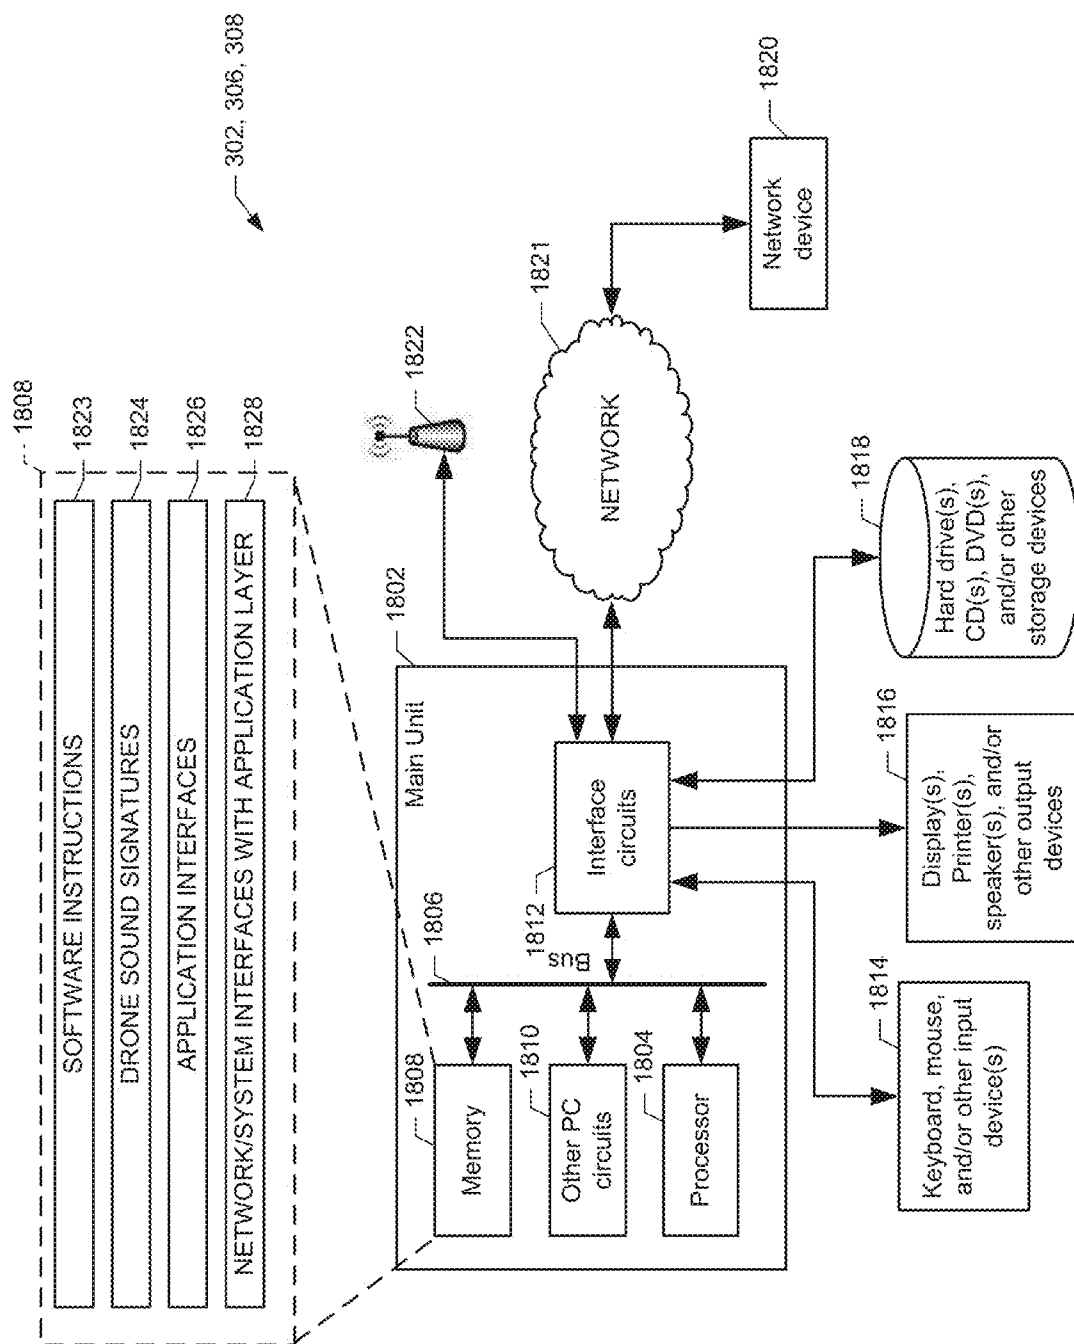 1808
SOFTWARE INSTRUCTIONS
1823
DRONE SOUND SIGNATURES
1824
APPLICATION INTERFACES
1826
NETWORK/SYSTEM INTERFACES WITH APPLICATION LAYER
1828
302, 306, 308
1822
1802
Main Unit
1808
Memory
1810
Other PC
circuits
1804
Processor
1806
Bus
1812
Interface
circuits
NETWORK
1821
Network
device
1820
1814
Keyboard, mouse,
and/or other input
device(s)
1816
Display(s),
Printer(s),
speaker(s), and/or
other output
devices
1818
Hard drive(s),
CD(s), DVD(s),
and/or other
storage devices